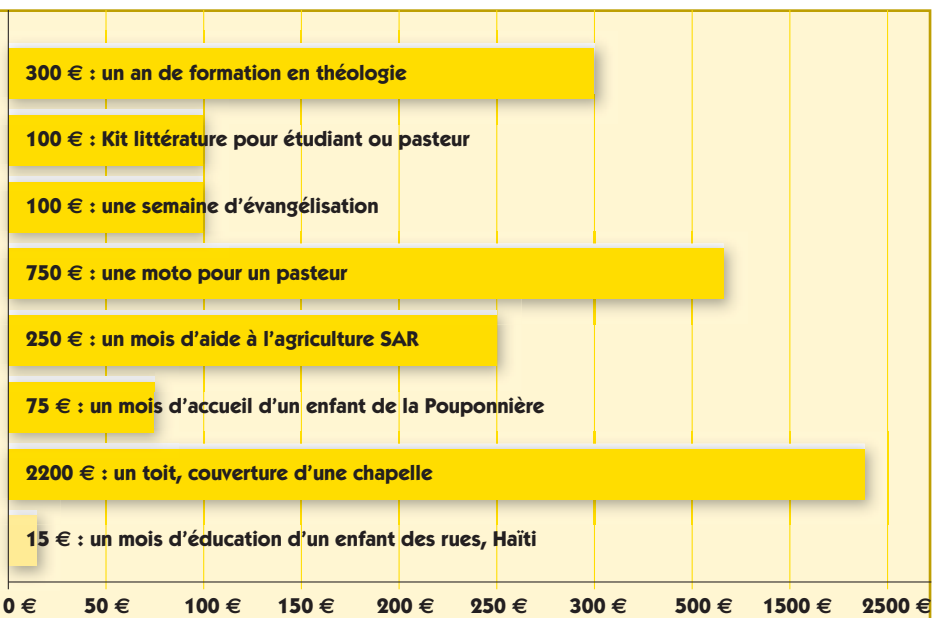 300 € : un an de formation en théologie
100 € : Kit littérature pour étudiant ou pasteur
100 € : une semaine d’évangélisation
750 € : une moto pour un pasteur
250 € : un mois d’aide à l’agriculture SAR
75 € : un mois d’accueil d’un enfant de la Pouponnière
2200 € : un toit, couverture d’une chapelle
15 € : un mois d’éducation d’un enfant des rues, Haïti
0 € 50 € 100 € 150 € 200 € 250 € 300 € 500 € 1500 € 2500 €